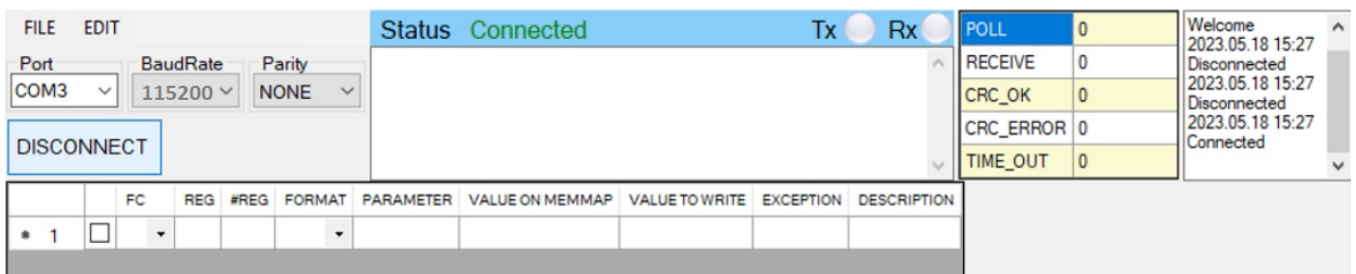 FILE EDIT
Status Connected Tx Rx
Port BaudRate Parity
COM3 115200 NONE
DISCONNECT
POLL 0
RECEIVE 0
CRC_OK 0
CRC_ERROR 0
TIME_OUT 0
Welcome
2023.05.18 15:27
Disconnected
2023.05.18 15:27
Disconnected
2023.05.18 15:27
Connected
FC REG #REG FORMAT PARAMETER VALUE ON MEMMAP VALUE TO WRITE EXCEPTION DESCRIPTION
* 1